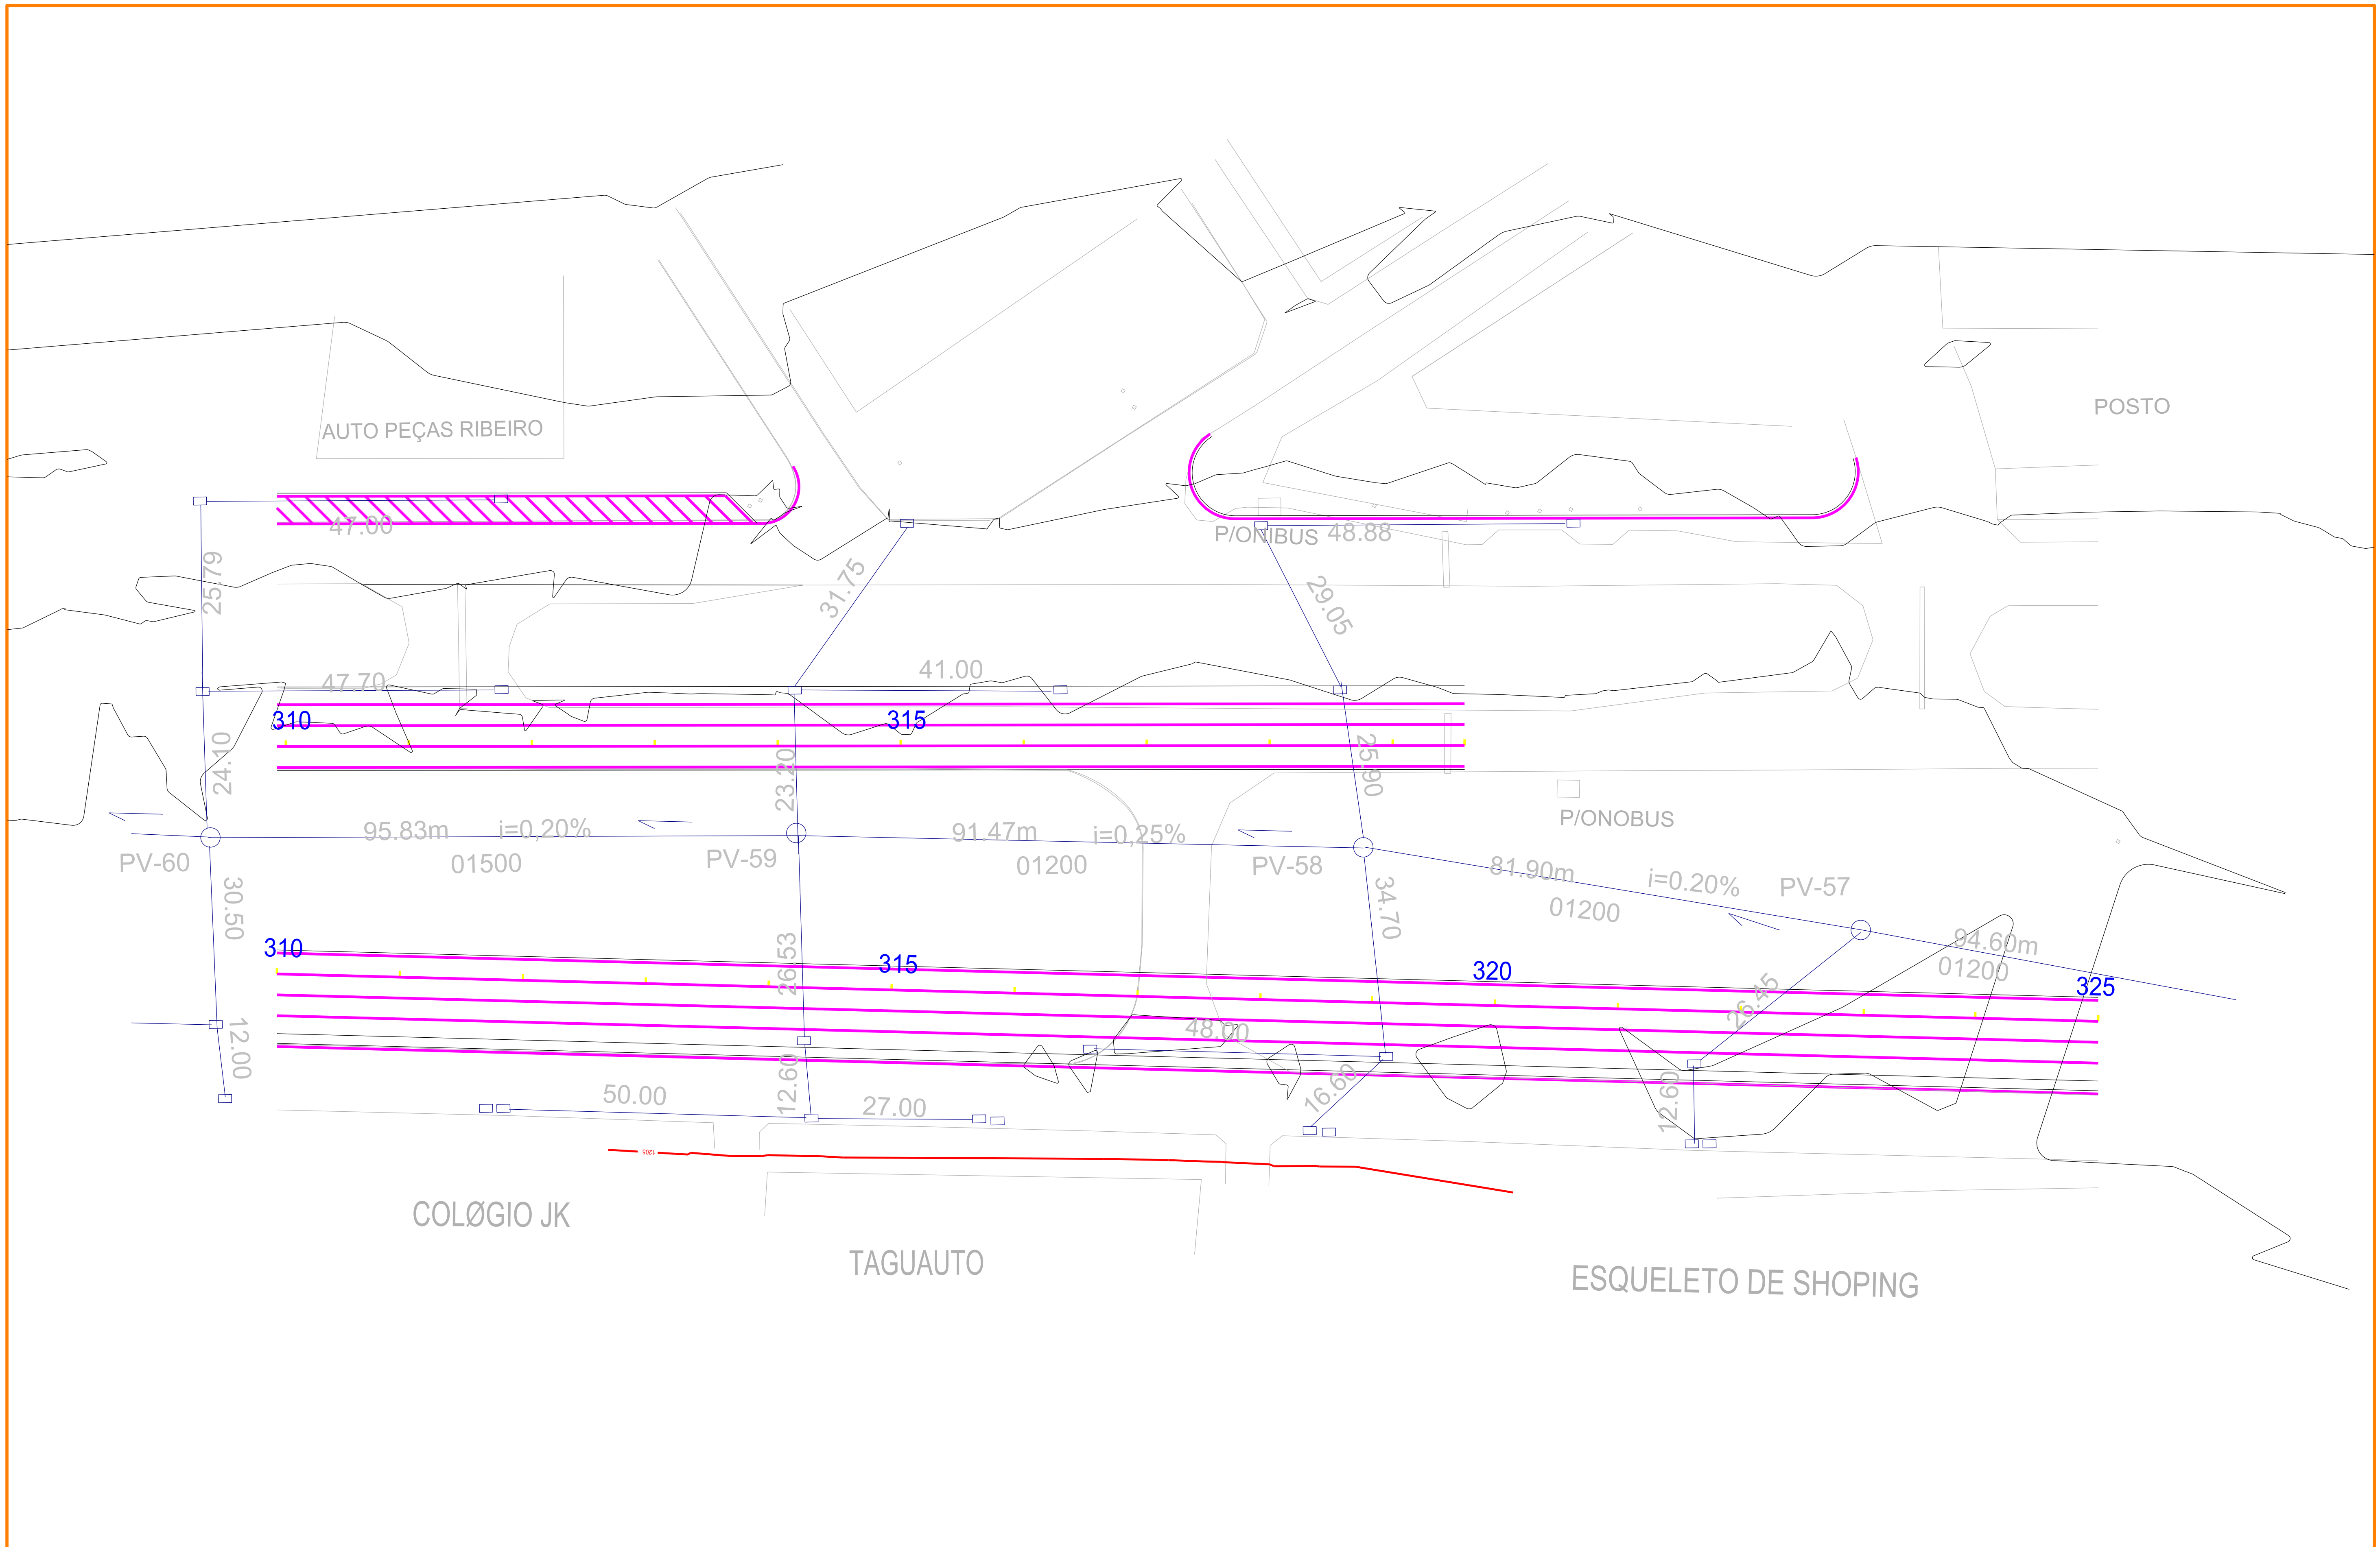 AUTO PEÇAS RIBEIRO
POSTO
47.00
P/ONIBUS
48.88
25.79
31.75
29.05
47.70
41.00
310
315
24.10
23.20
25.90
P/ONOBUS
95.83m
i=0,20%
91.47m
i=0,25%
PV-60
01500
PV-59
01200
PV-58
81.90m
i=0.20%
PV-57
01200
30.50
34.70
94.60m
01200
310
26.53
315
320
325
26.45
12.00
48.00
50.00
12.60
27.00
16.60
12.60
1205
COLØGIO JK
TAGUAUTO
ESQUELETO DE SHOPING